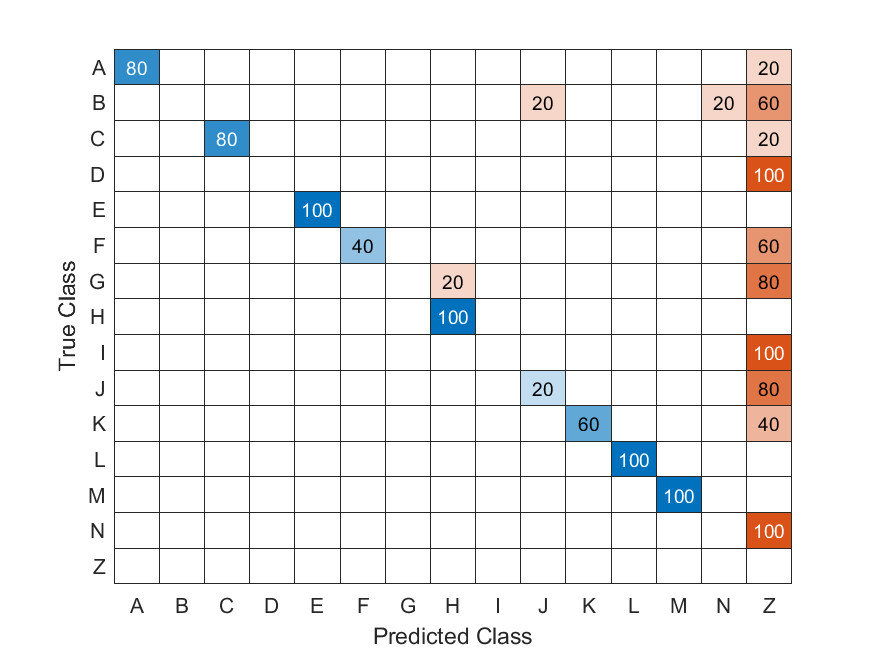 A 80 20
B 20 20 60
C 80 20
D 100
E 100
F 40 60
G 20 80
H 100
I 100
J 20 80
K 60 40
L 100
M 100
N 100
Z
A B C D E F G H I J K L M N Z
Predicted Class
True Class